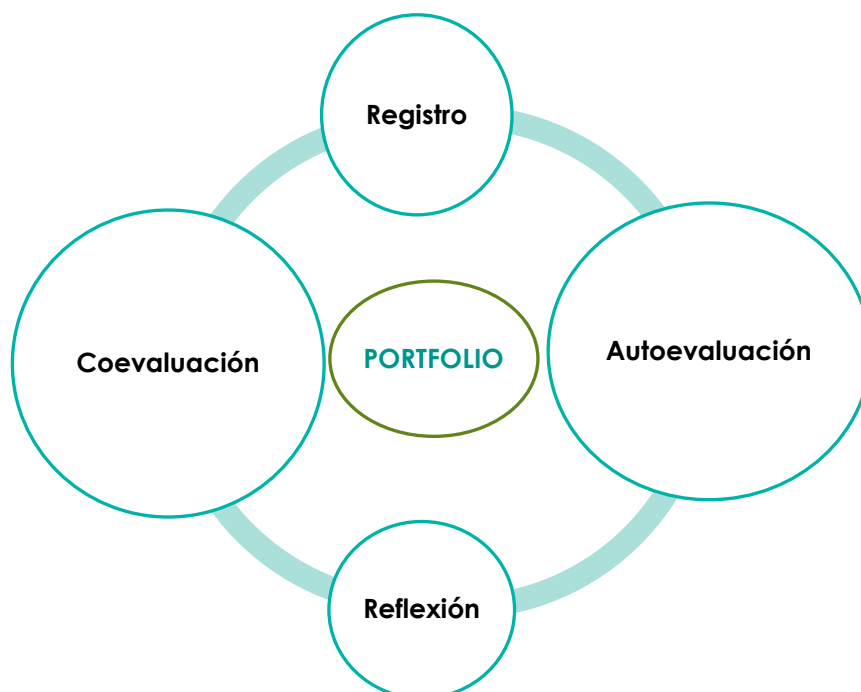 Registro
Coevaluación
PORTFOLIO
Autoevaluación
Reflexión